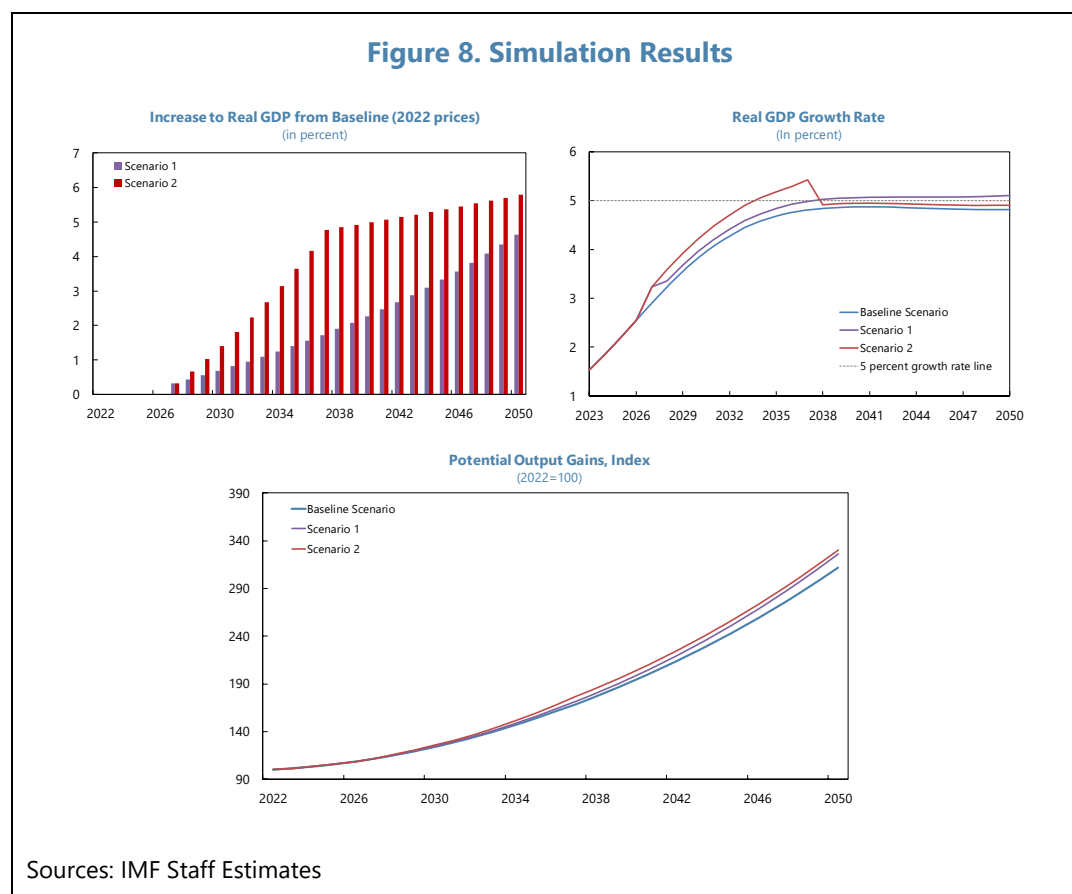 Figure 8. Simulation Results
Increase to Real GDP from Baseline (2022 prices)
(in percent)
7
6
5
4
3
2
1
0
Scenario 1
Scenario 2
2022 2026 2030 2034 2038 2042 2046 2050
Real GDP Growth Rate
(In percent)
6
5
4
3
2
1
Baseline Scenario
Scenario 1
Scenario 2
5 percent growth rate line
2023 2026 2029 2032 2035 2038 2041 2044 2047 2050
Potential Output Gains, Index
(2022=100)
390
340
290
240
190
140
90
Baseline Scenario
Scenario 1
Scenario 2
2022 2026 2030 2034 2038 2042 2046 2050
Sources: IMF Staff Estimates